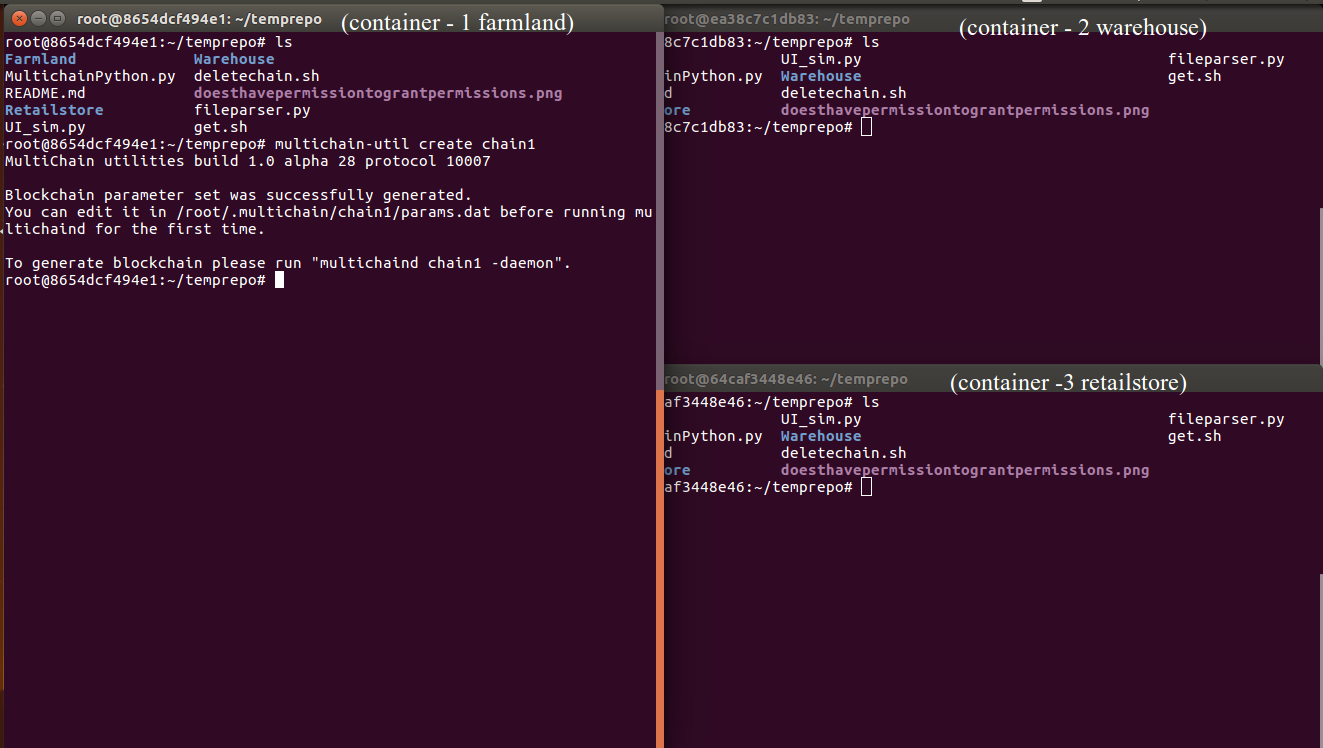 root@8654dcf494e1: ~/temprepo (container - 1 farmland)
root@8654dcf494e1:~/temprepo# ls
Farmland Warehouse
MultichainPython.py deletechain.sh
README.md doesthavepermissiontograntpermissions.png
Retailstore fileparser.py
UI_sim.py get.sh
root@8654dcf494e1:~/temprepo# multichain-util create chain1
MultiChain utilities build 1.0 alpha 28 protocol 10007
Blockchain parameter set was successfully generated.
You can edit it in /root/.multichain/chain1/params.dat before running mu
ltichaind for the first time.
To generate blockchain please run "multichaind chain1 -daemon".
root@8654dcf494e1:~/temprepo#
root@ea38c7c1db83: ~/temprepo (container - 2 warehouse)
8c7c1db83:~/temprepo# ls
UI_sim.py fileparser.py
inPython.py Warehouse get.sh
d deletechain.sh
ore doesthavepermissiontograntpermissions.png
8c7c1db83:~/temprepo#
root@64caf3448e46: ~/temprepo (container -3 retailstore)
af3448e46:~/temprepo# ls
UI_sim.py fileparser.py
inPython.py Warehouse get.sh
d deletechain.sh
ore doesthavepermissiontograntpermissions.png
af3448e46:~/temprepo#